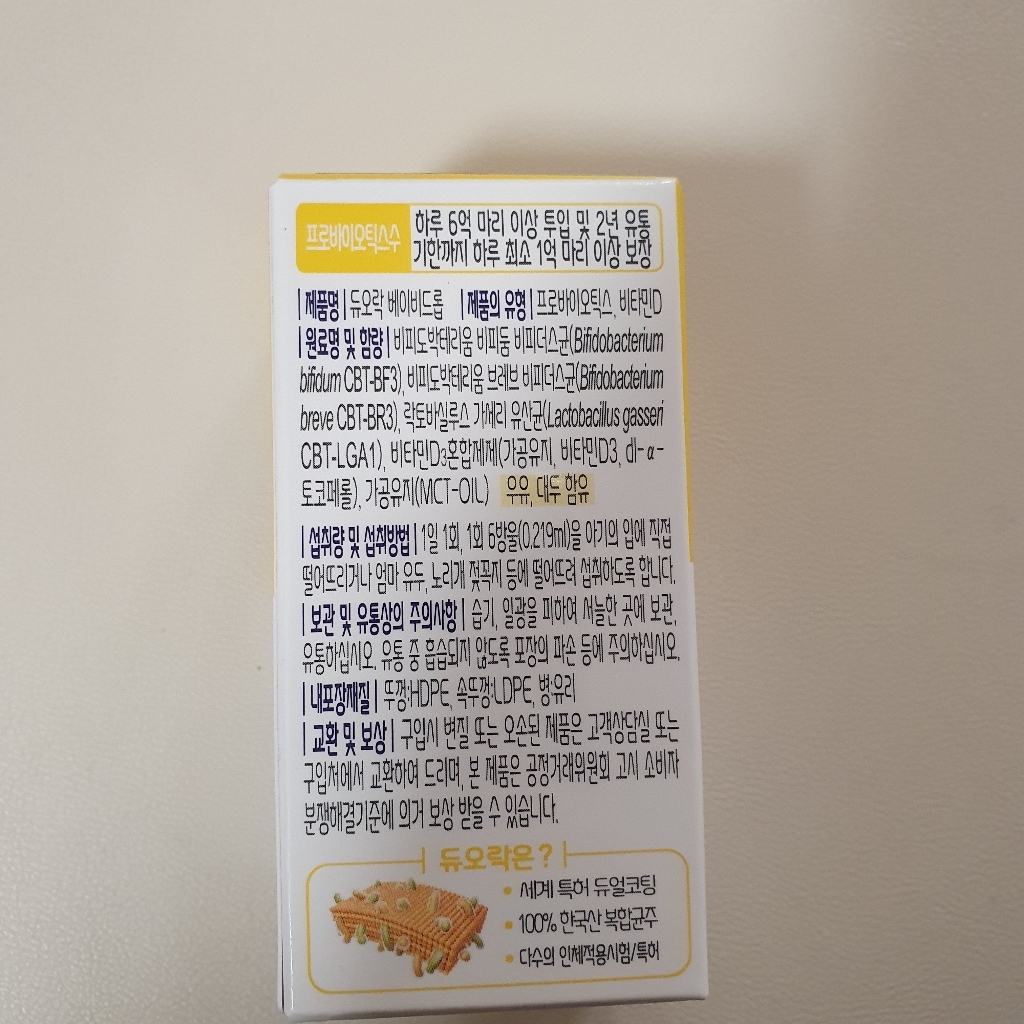 프로바이오틱스수
하루 6억 마리 이상 투입 및 2년 유통
기한까지 하루 최소 1억 마리 이상 보장
|제품명| 듀오락 베이비드롭 |제품의 유형| 프로바이오틱스, 비타민D
|원료명 및 함량| 비피도박테리움 비피둠 비피더스균(Bifidobacterium
bifidum CBT-BF3), 비피도박테리움 브레브 비피더스균(Bifidobacterium
breve CBT-BR3), 락토바실루스 가세리 유산균(Lactobacillus gasseri
CBT-LGA1), 비타민D₃혼합제제(가공유지, 비타민D3, dl-α-
토코페롤), 가공유지(MCT-OIL) 우유, 대두 함유
|섭취량 및 섭취방법| 1일 1회, 1회 6방울(0.219ml)을 아기의 입에 직접
떨어뜨리거나 엄마 유두, 노리개 젖꼭지 등에 떨어뜨려 섭취하도록 합니다.
|보관 및 유통상의 주의사항| 습기, 일광을 피하여 서늘한 곳에 보관,
유통하십시오. 유통 중 흡습되지 않도록 포장의 파손 등에 주의하십시오.
|내포장재질| 뚜껑:HDPE, 속뚜껑:LDPE, 병:유리
|교환 및 보상| 구입시 변질 또는 오손된 제품은 고객상담실 또는
구입처에서 교환하여 드리며, 본 제품은 공정거래위원회 고시 소비자
분쟁해결기준에 의거 보상 받을 수 있습니다.
듀오락은?
• 세계 특허 듀얼코팅
• 100% 한국산 복합균주
• 다수의 인체적용시험/특허